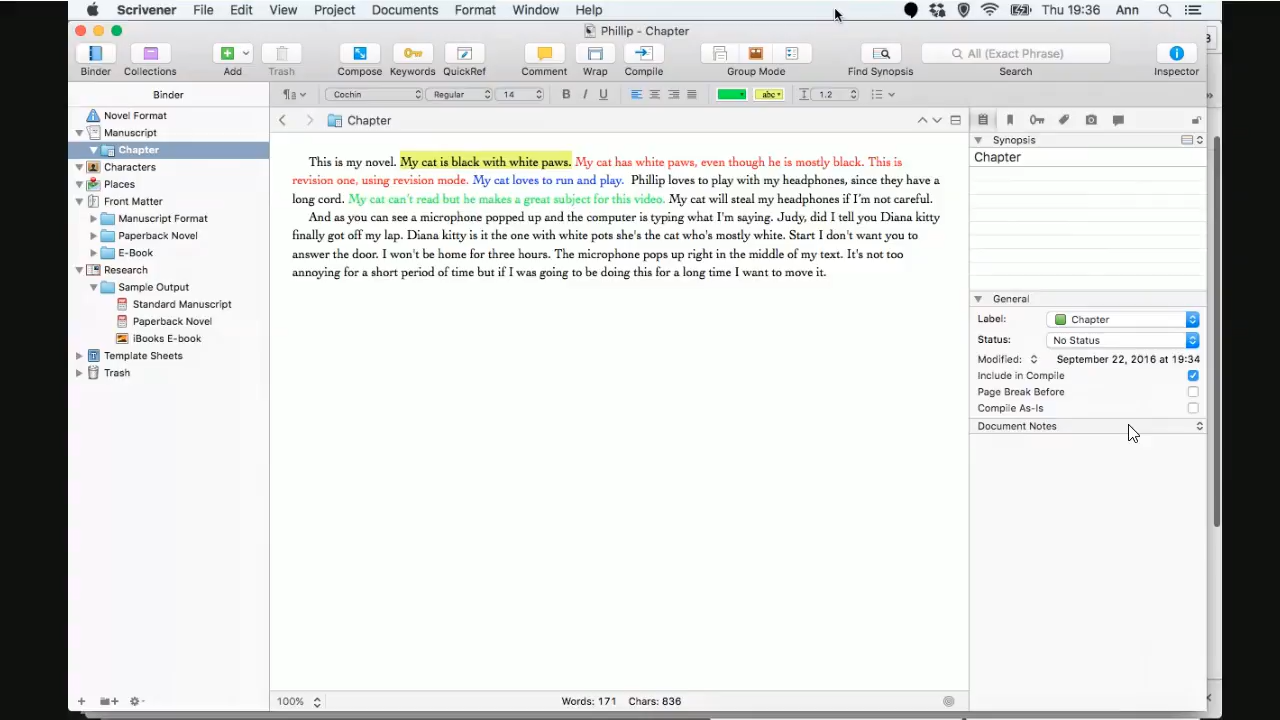 Scrivener File Edit View Project Documents Format Window Help Thu 19:36 Ann
Phillip - Chapter
Binder Collections Add Trash Compose Keywords QuickRef Comment Wrap Compile Group Mode Find Synopsis All (Exact Phrase) Search Inspector
Binder
Cochin Regular 14 B I U abc 1.2
Novel Format
Manuscript
Chapter
Characters
Places
Front Matter
Manuscript Format
Paperback Novel
E-Book
Research
Sample Output
Standard Manuscript
Paperback Novel
iBooks E-book
Template Sheets
Trash
Chapter
This is my novel. My cat is black with white paws. My cat has white paws, even though he is mostly black. This is
revision one, using revision mode. My cat loves to run and play. Phillip loves to play with my headphones, since they have a
long cord. My cat can't read but he makes a great subject for this video. My cat will steal my headphones if I'm not careful.
And as you can see a microphone popped up and the computer is typing what I'm saying. Judy, did I tell you Diana kitty
finally got off my lap. Diana kitty is it the one with white pots she's the cat who's mostly white. Start I don't want you to
answer the door. I won't be home for three hours. The microphone pops up right in the middle of my text. It's not too
annoying for a short period of time but if I was going to be doing this for a long time I want to move it.
Synopsis
Chapter
General
Label: Chapter
Status: No Status
Modified: September 22, 2016 at 19:34
Include in Compile
Page Break Before
Compile As-Is
Document Notes
100% Words: 171 Chars: 836